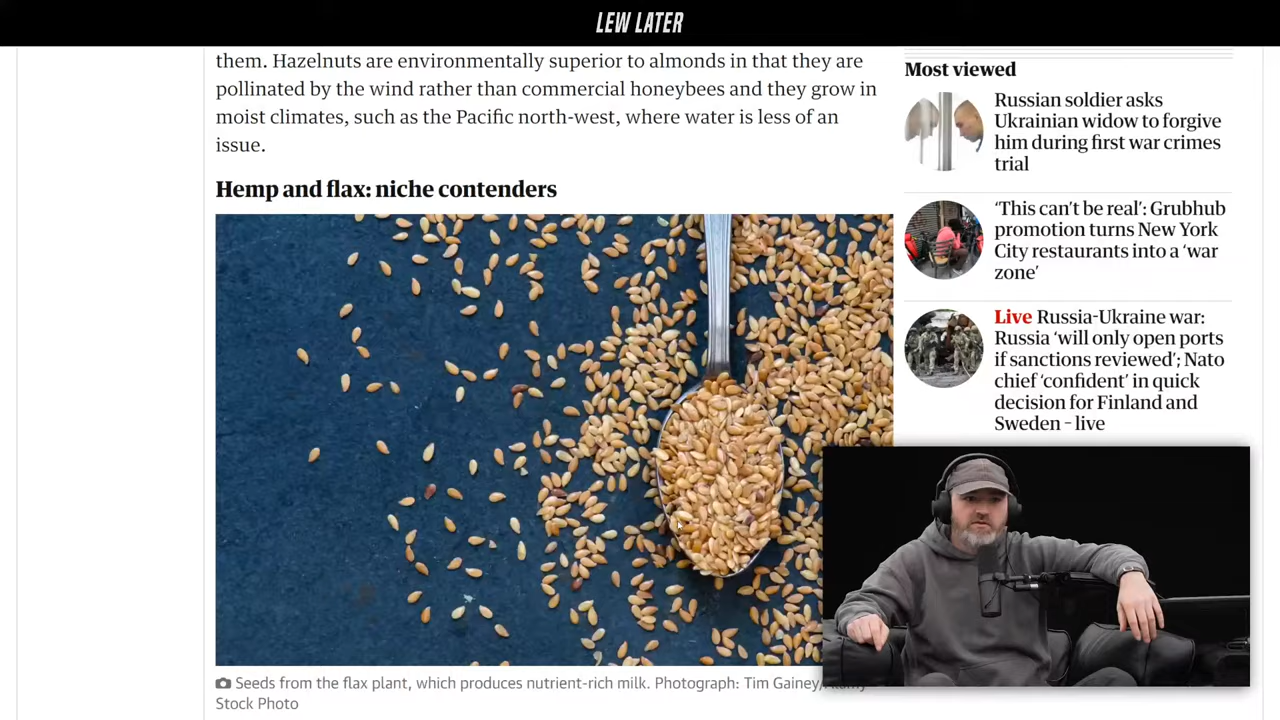 LEW LATER
them. Hazelnuts are environmentally superior to almonds in that they are
pollinated by the wind rather than commercial honeybees and they grow in
moist climates, such as the Pacific north-west, where water is less of an
issue.
Hemp and flax: niche contenders
Seeds from the flax plant, which produces nutrient-rich milk. Photograph: Tim Gainey/
Stock Photo
Most viewed
Russian soldier asks
Ukrainian widow to forgive
him during first war crimes
trial
‘This can’t be real’: Grubhub
promotion turns New York
City restaurants into a ‘war
zone’
Live Russia-Ukraine war:
Russia ‘will only open ports
if sanctions reviewed’; Nato
chief ‘confident’ in quick
decision for Finland and
Sweden – live